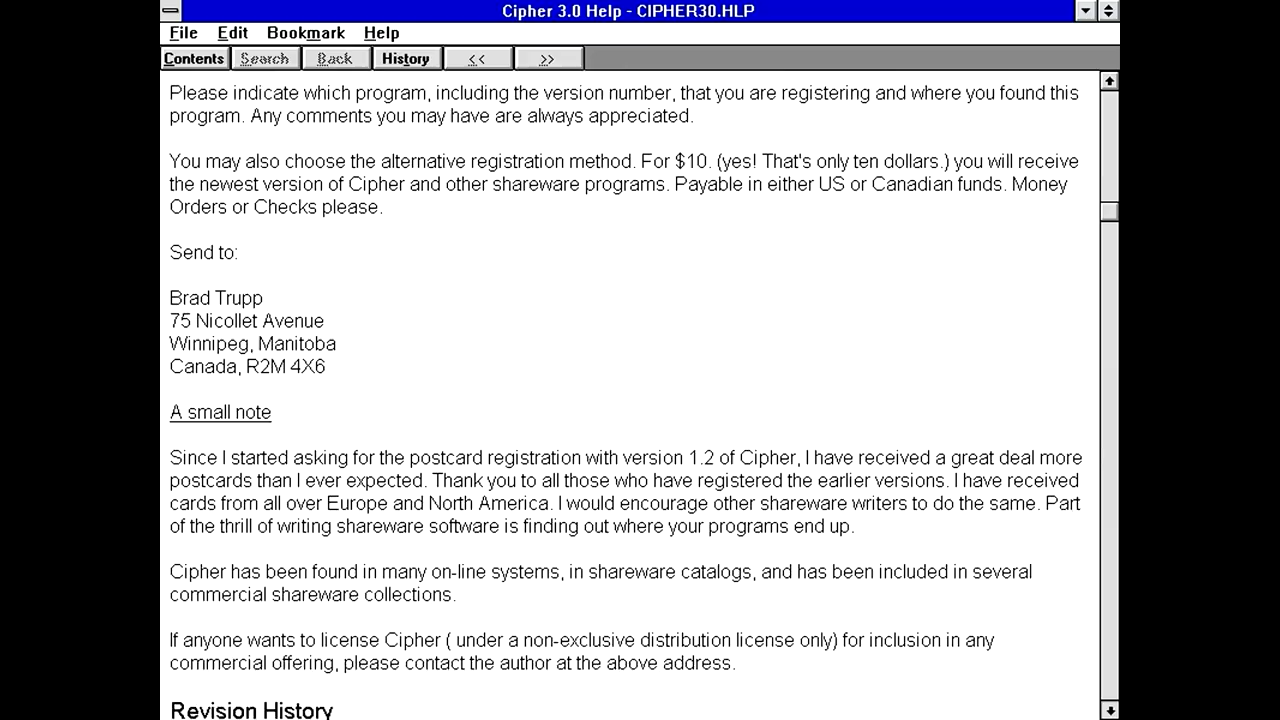 Cipher 3.0 Help - CIPHER30.HLP
File Edit Bookmark Help
Contents Search Back History << >>
Please indicate which program, including the version number, that you are registering and where you found this
program. Any comments you may have are always appreciated.
You may also choose the alternative registration method. For $10. (yes! That's only ten dollars.) you will receive
the newest version of Cipher and other shareware programs. Payable in either US or Canadian funds. Money
Orders or Checks please.
Send to:
Brad Trupp
75 Nicollet Avenue
Winnipeg, Manitoba
Canada, R2M 4X6
A small note
Since I started asking for the postcard registration with version 1.2 of Cipher, I have received a great deal more
postcards than I ever expected. Thank you to all those who have registered the earlier versions. I have received
cards from all over Europe and North America. I would encourage other shareware writers to do the same. Part
of the thrill of writing shareware software is finding out where your programs end up.
Cipher has been found in many on-line systems, in shareware catalogs, and has been included in several
commercial shareware collections.
If anyone wants to license Cipher ( under a non-exclusive distribution license only) for inclusion in any
commercial offering, please contact the author at the above address.
Revision History